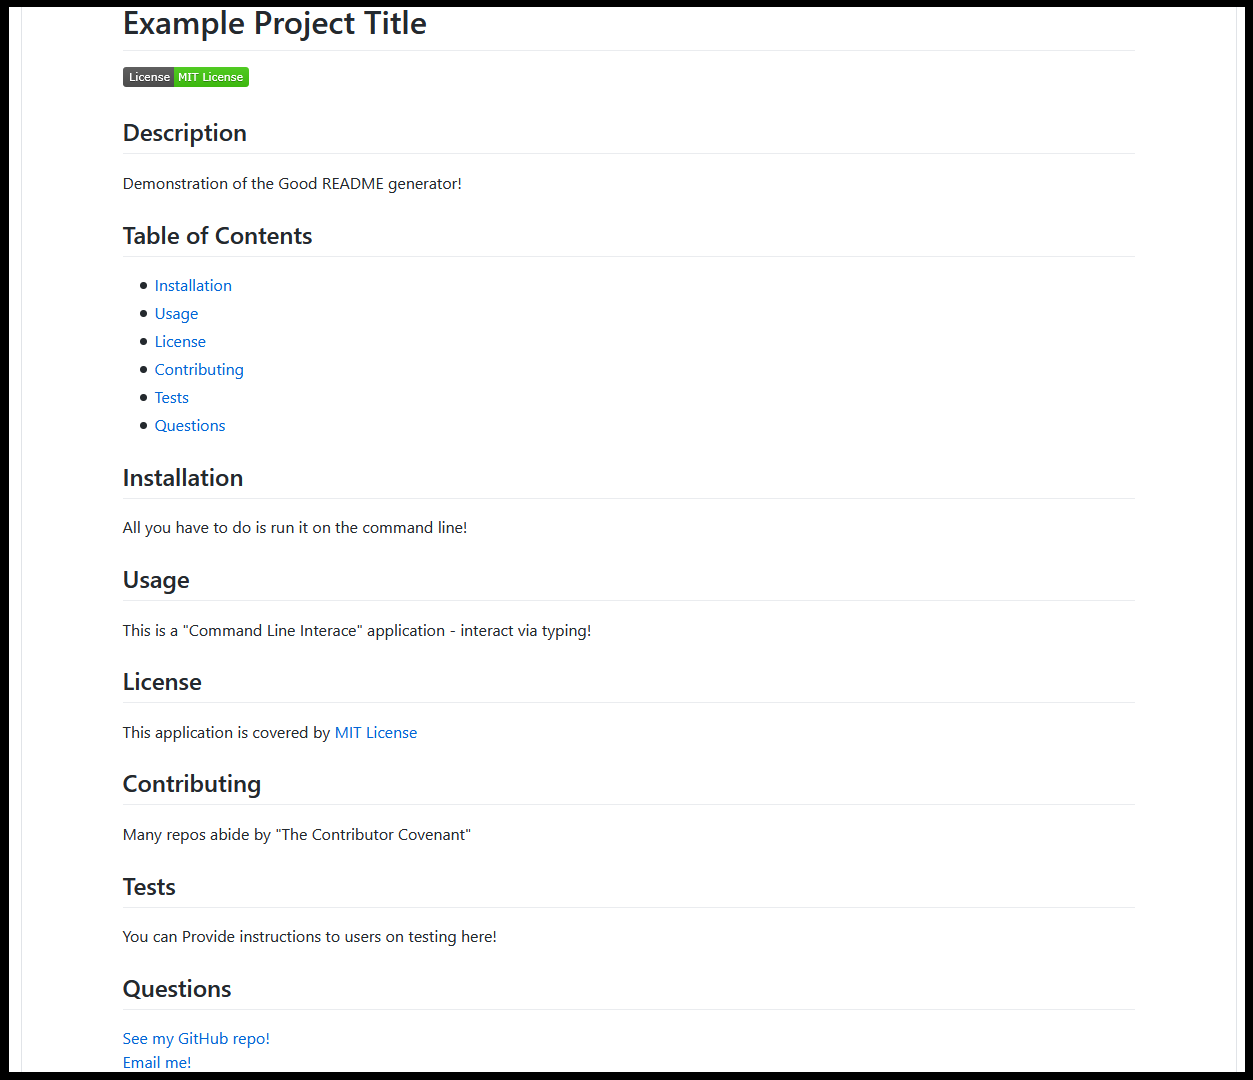 Example Project Title
License MIT License
Description
Demonstration of the Good README generator!
Table of Contents
Installation
Usage
License
Contributing
Tests
Questions
Installation
All you have to do is run it on the command line!
Usage
This is a "Command Line Interace" application - interact via typing!
License
This application is covered by MIT License
Contributing
Many repos abide by "The Contributor Covenant"
Tests
You can Provide instructions to users on testing here!
Questions
See my GitHub repo!
Email me!